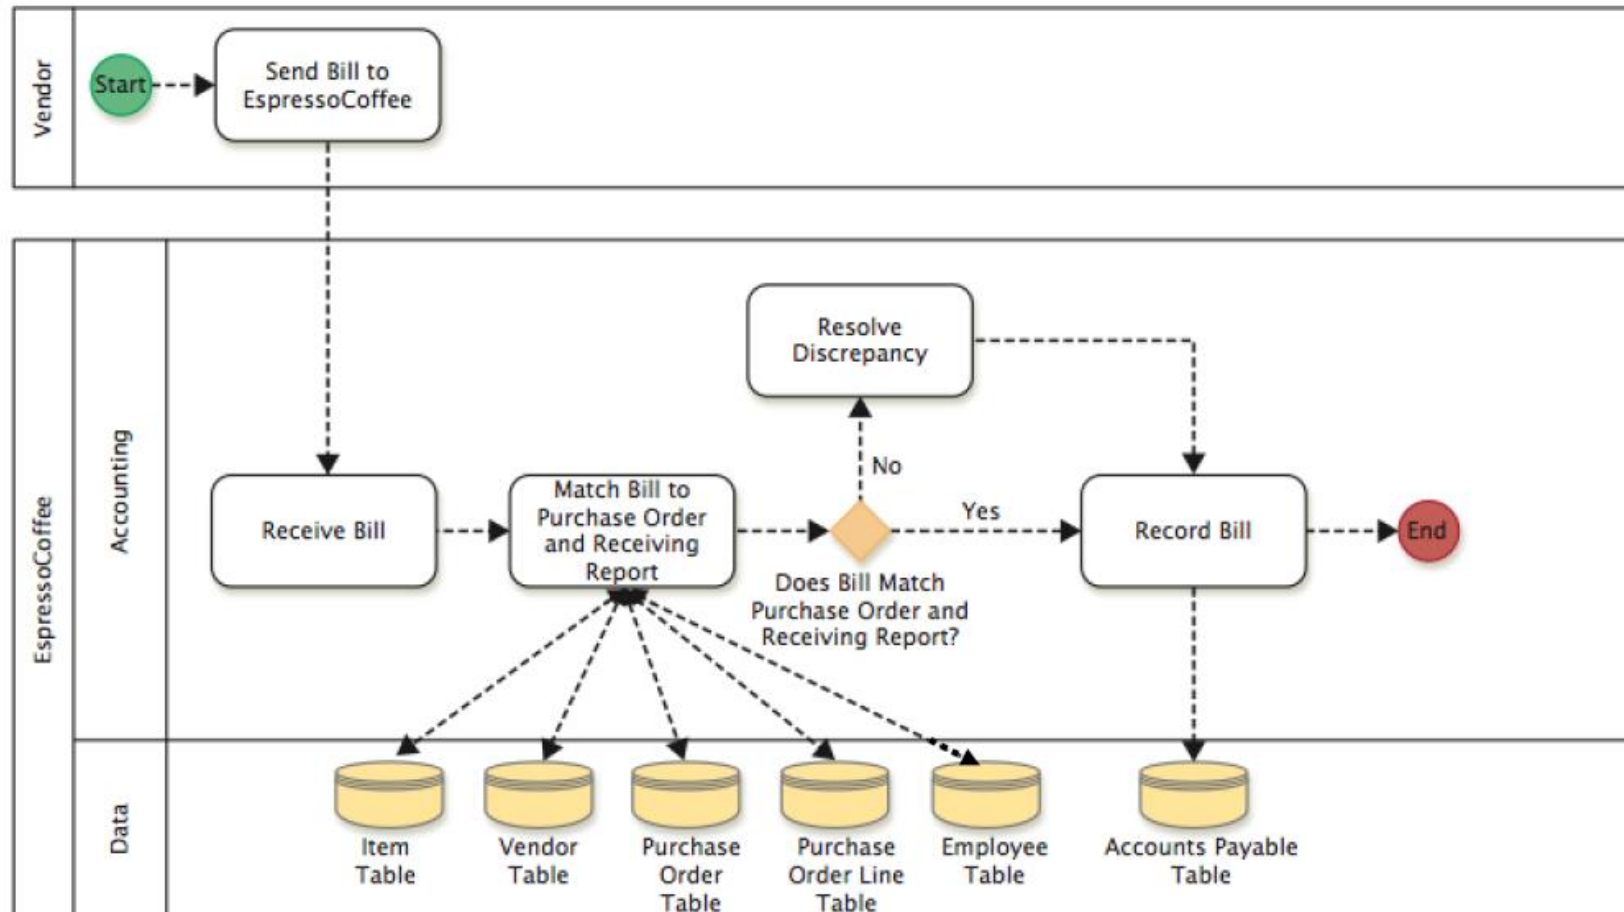 Vendor
Start
Send Bill to
EspressoCoffee
EspressoCoffee
Accounting
Resolve
Discrepancy
No
Receive Bill
Match Bill to
Purchase Order
and Receiving
Report
Yes
Record Bill
End
Does Bill Match
Purchase Order and
Receiving Report?
Data
Item
Table
Vendor
Table
Purchase
Order
Table
Purchase
Order Line
Table
Employee
Table
Accounts Payable
Table